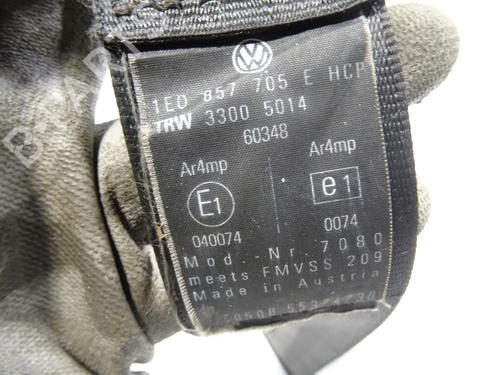 VW
1E0 857 705 E HCP
TRW 3300 5014
60348
Ar4mp Ar4mp
E1 e1
040074 0074
Mod. Nr. 7080
meets FMVSS 209
Made in Austria